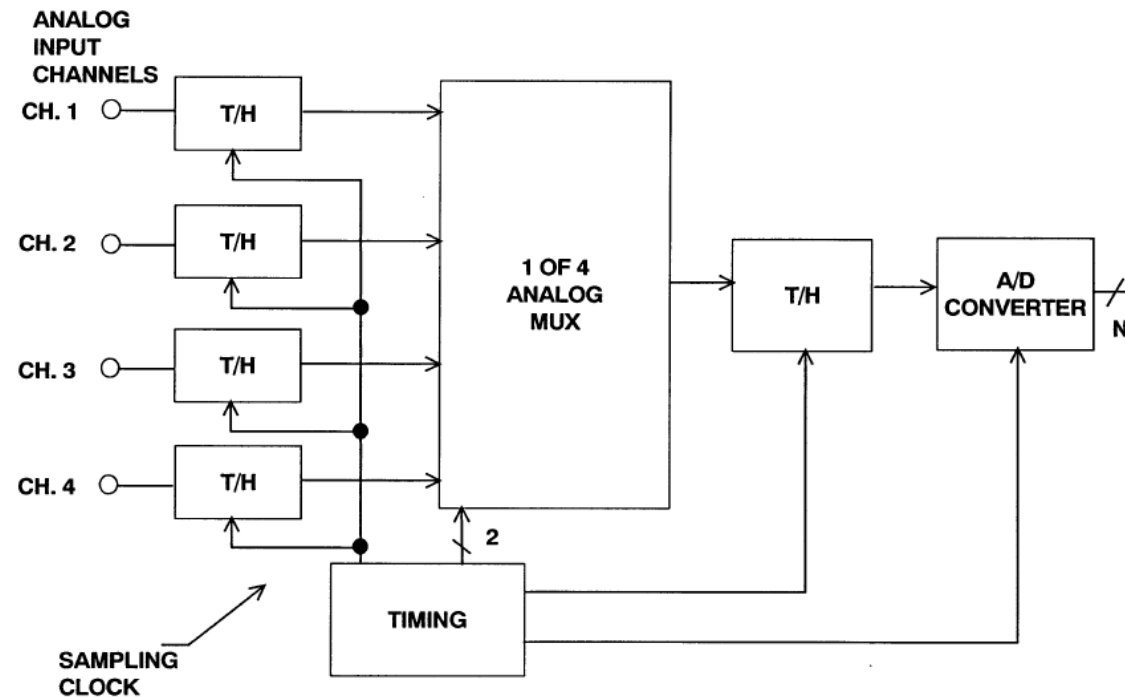 ANALOG
INPUT
CHANNELS
CH. 1
T/H
CH. 2
T/H
CH. 3
T/H
CH. 4
T/H
1 OF 4
ANALOG
MUX
T/H
A/D
CONVERTER
N
2
TIMING
SAMPLING
CLOCK